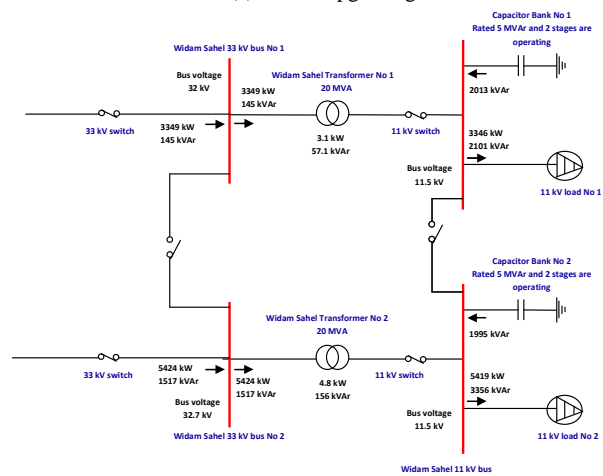 Widam Sahel 33 kV bus No 1
Bus voltage
32 kV
3349 kW
145 kVAr
Widam Sahel Transformer No 1
20 MVA
Capacitor Bank No 1
Rated 5 MVAr and 2 stages are
operating
2013 kVAr
33 kV switch
3349 kW
145 kVAr
3.1 kW
57.1 kVAr
11 kV switch
3346 kW
2101 kVAr
Bus voltage
11.5 kV
11 kV load No 1
Capacitor Bank No 2
Rated 5 MVAr and 2 stages are
operating
Widam Sahel Transformer No 2
20 MVA
1995 kVAr
33 kV switch
5424 kW
1517 kVAr
5424 kW
1517 kVAr
Bus voltage
32.7 kV
4.8 kW
156 kVAr
11 kV switch
5419 kW
3356 kVAr
Bus voltage
11.5 kV
11 kV load No 2
Widam Sahel 33 kV bus No 2
Widam Sahel 11 kV bus